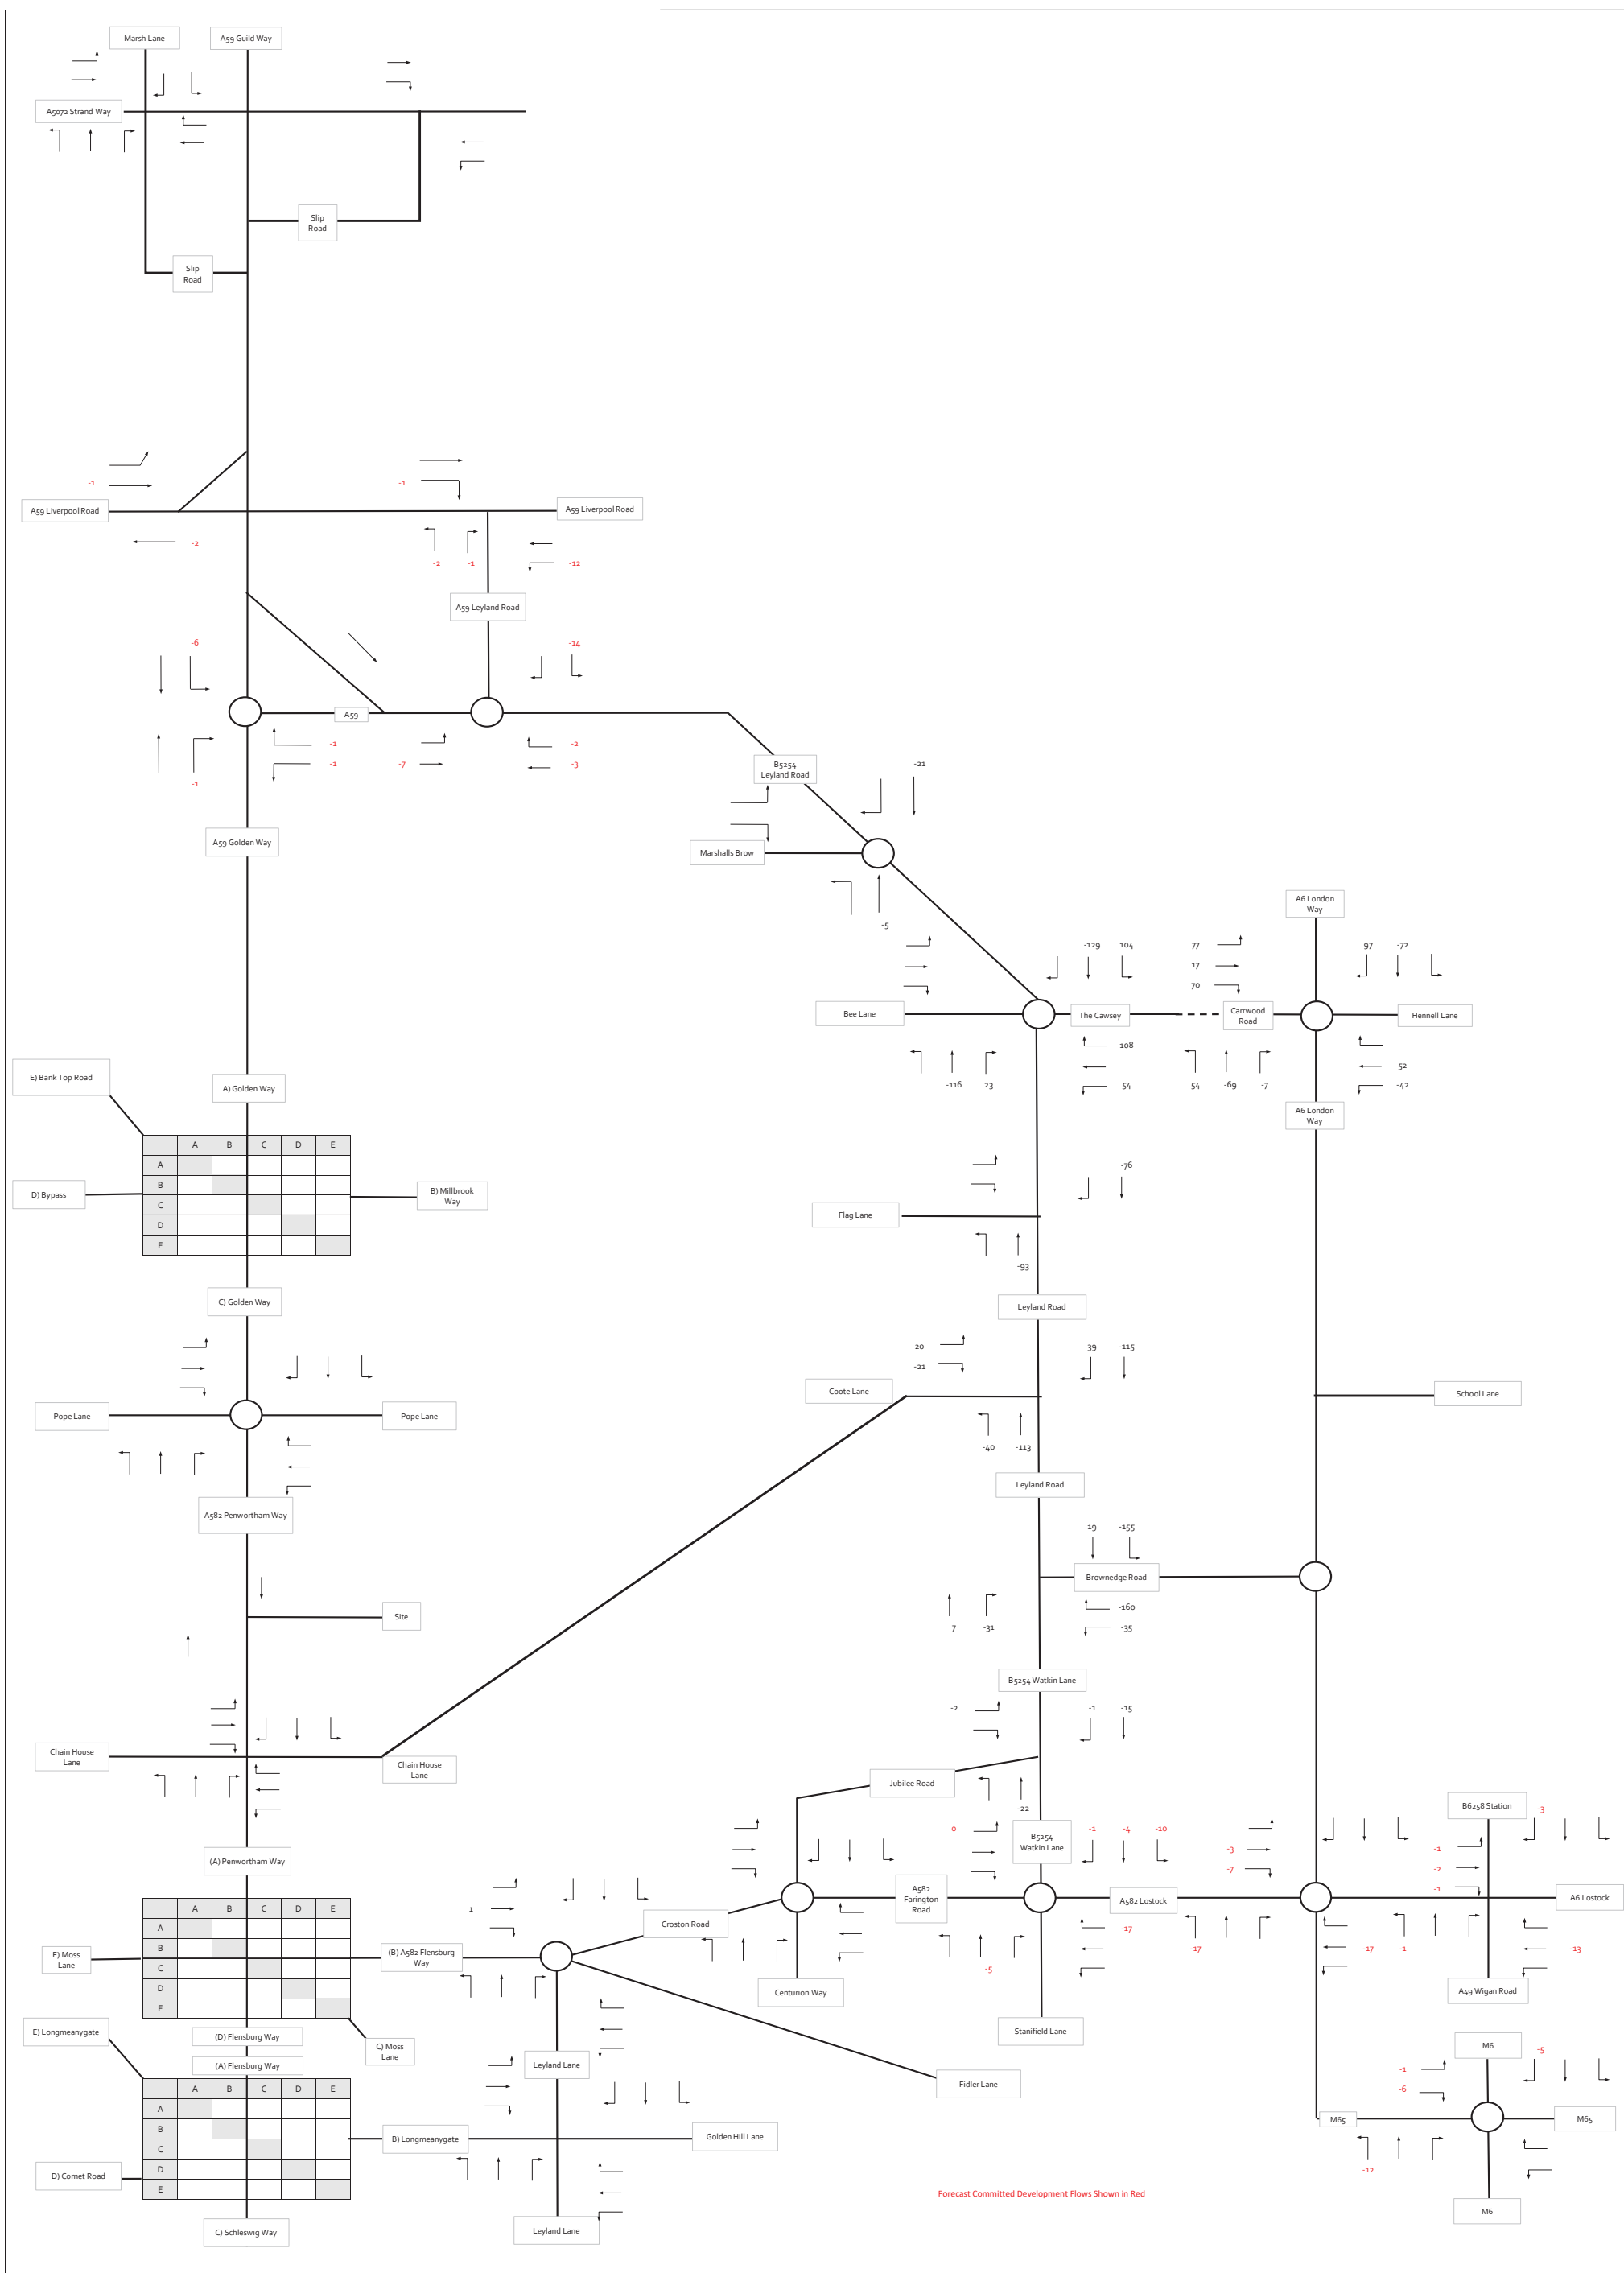 Marsh Lane
A59 Guild Way
A5072 Strand Way
Slip
Road
Slip
Road
-1
-1
A59 Liverpool Road
A59 Liverpool Road
-2
-2
-1
-12
A59 Leyland Road
-6
-14
A59
-1
-1
-7
-2
-3
-1
B5254
Leyland Road
-21
A59 Golden Way
Marshalls Brow
-5
A6 London
Way
-129
104
77
17
70
97
-72
Bee Lane
The Cawsey
Carrwood
Road
Hennell Lane
108
52
-116
23
54
54
-69
-7
-42
E) Bank Top Road
A) Golden Way
A6 London
Way
A B C D E
A
B
C
D
E
D) Bypass
B) Millbrook
Way
-76
Flag Lane
-93
C) Golden Way
Leyland Road
20
-21
39
-115
Coote Lane
School Lane
Pope Lane
Pope Lane
-40
-113
Leyland Road
A582 Penwortham Way
19
-155
Brownedge Road
Site
-160
7
-31
-35
B5254 Watkin Lane
-2
-1
-15
Chain House
Lane
Chain House
Lane
Jubilee Road
-22
B6258 Station
-3
0
B5254
Watkin Lane
-1
-4
-10
-3
-7
-1
-2
-1
(A) Penwortham Way
A582
Farington
Road
A582 Lostock
A6 Lostock
A B C D E
A
B
C
D
E
1
Croston Road
-17
E) Moss
Lane
(B) A582 Flensburg
Way
-5
-17
-17
-1
-13
Centurion Way
A49 Wigan Road
E) Longmeanygate
(D) Flensburg Way
Stanifield Lane
C) Moss
Lane
(A) Flensburg Way
Leyland Lane
M6
-5
-1
-6
Fidler Lane
A B C D E
A
B
C
D
E
M65
M65
B) Longmeanygate
Golden Hill Lane
D) Comet Road
-12
Forecast Committed Development Flows Shown in Red
M6
C) Schleswig Way
Leyland Lane